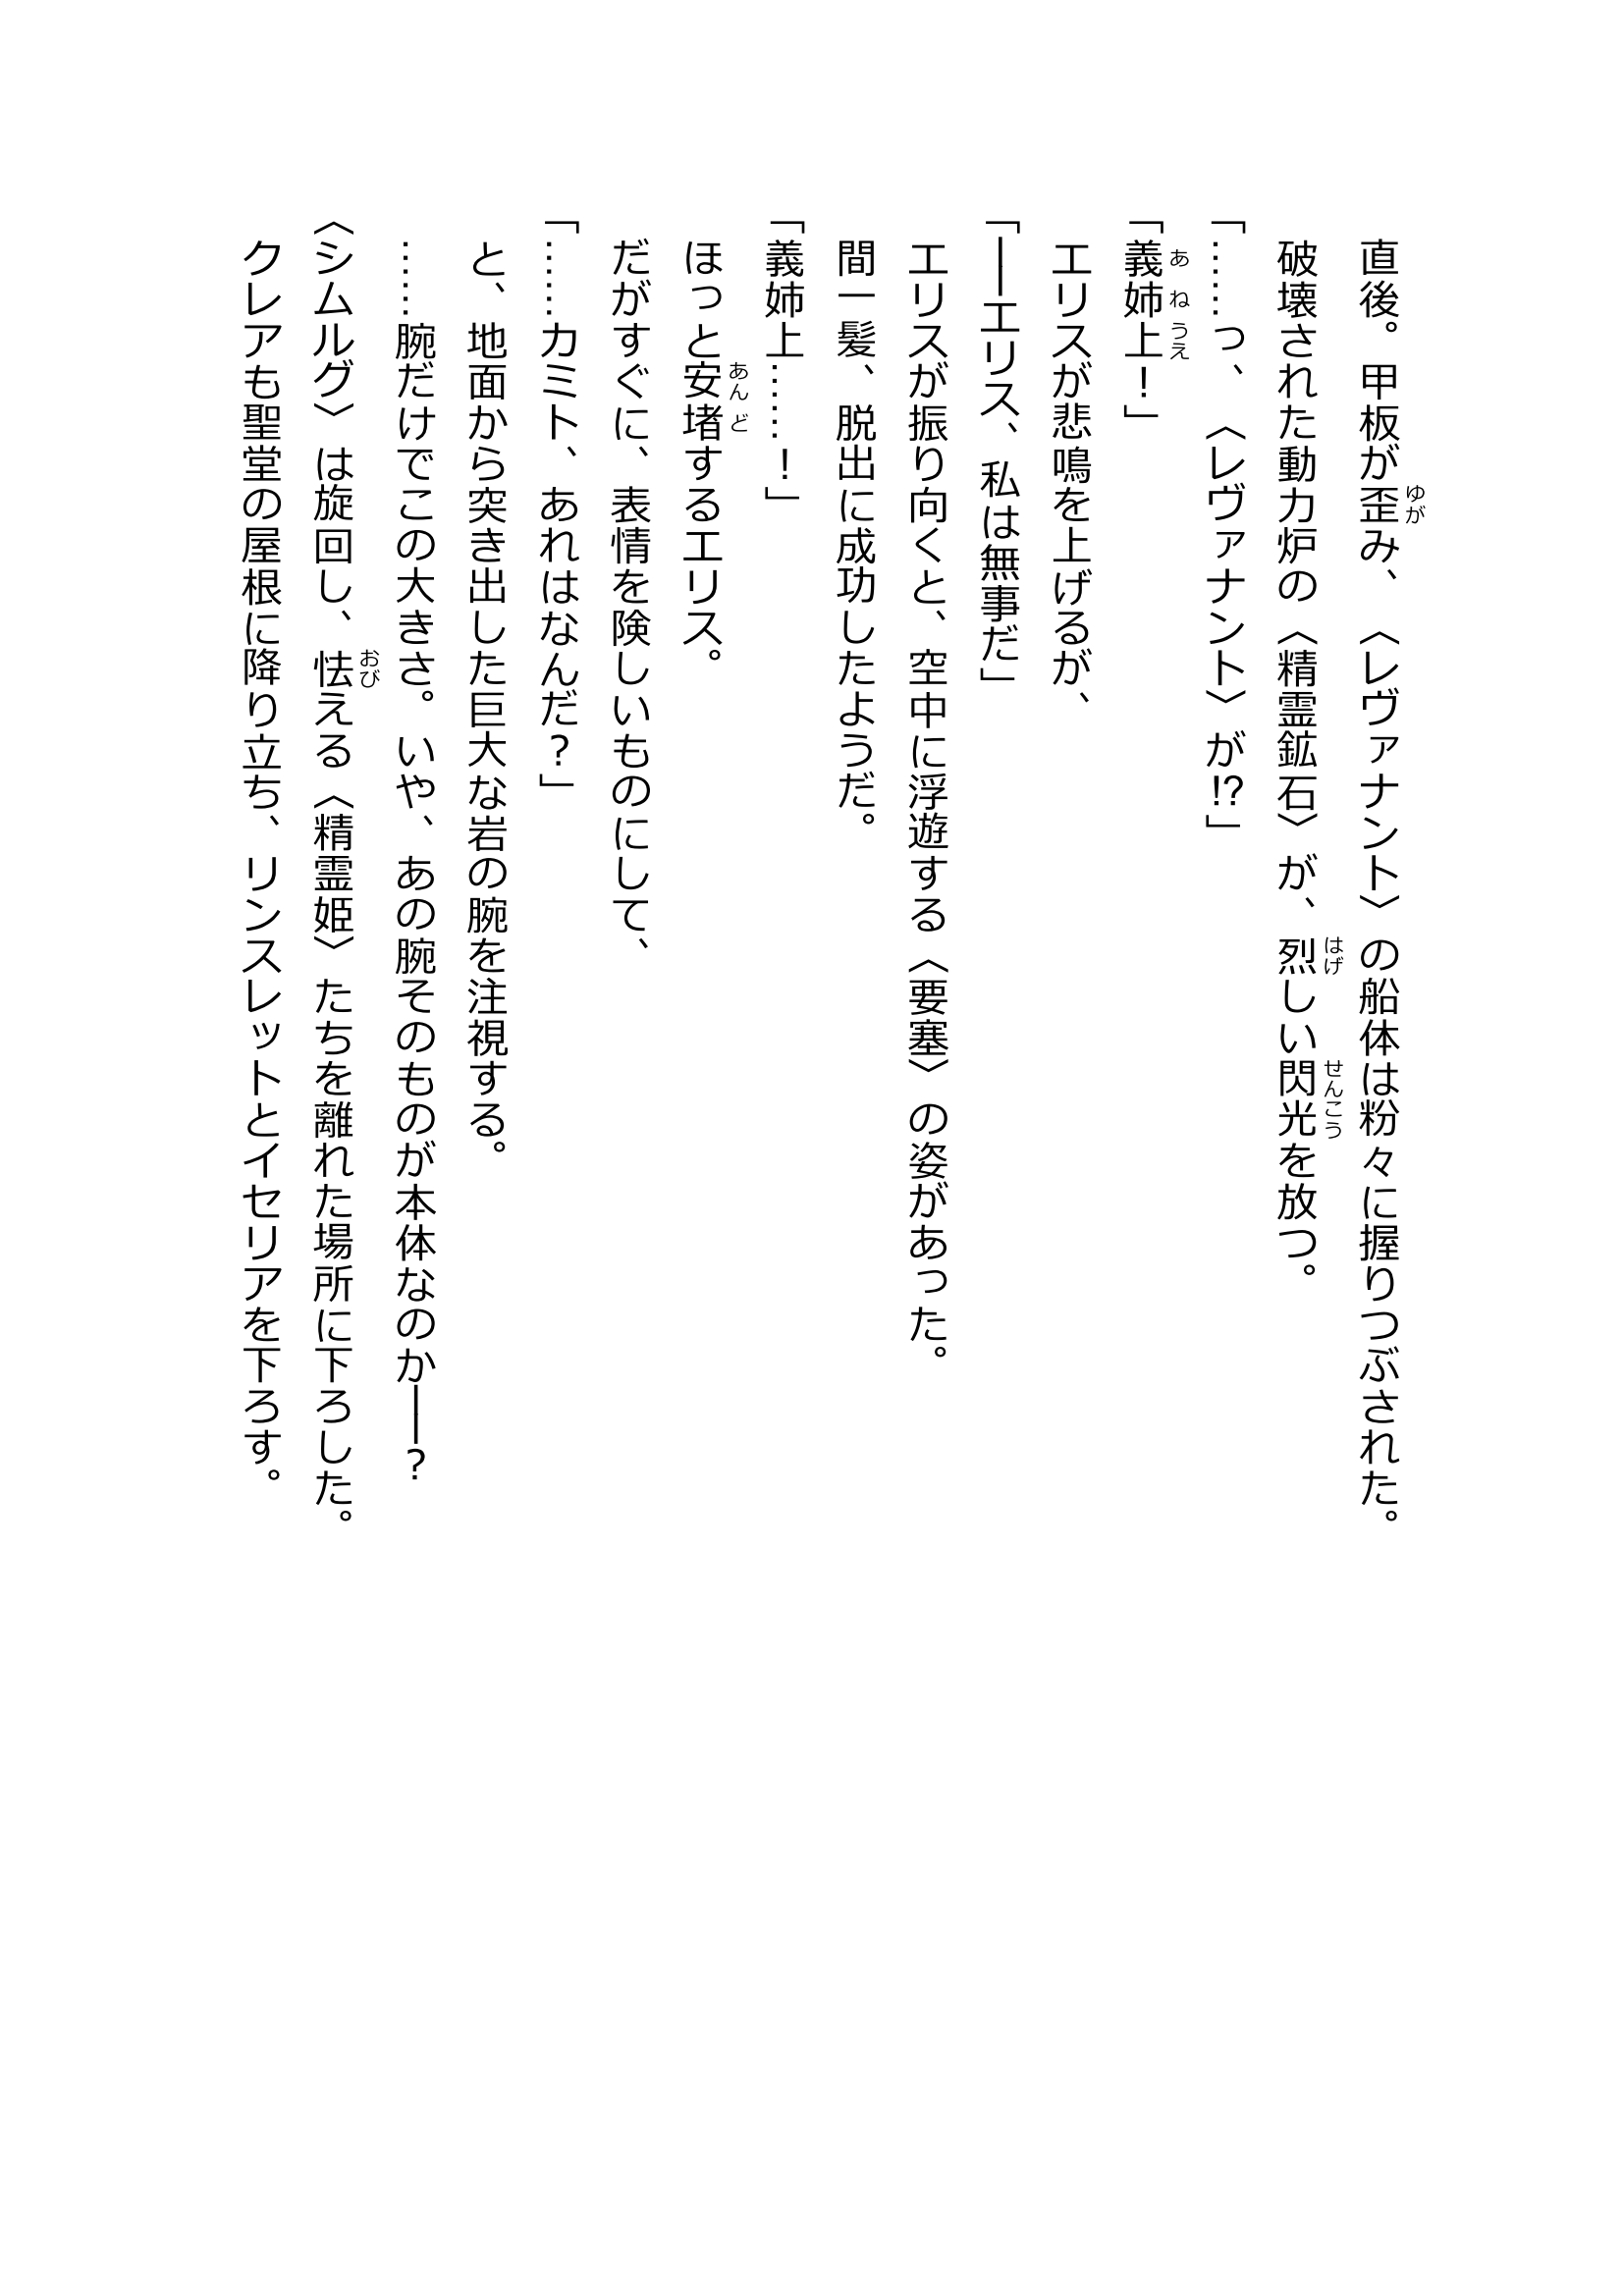 直後。甲板が歪み、〈レヴァナント〉の船体は粉々に握りつぶされた。
破壊された動力炉の〈精霊鉱石〉が、烈しい閃光を放つ。
「……っ、〈レヴァナント〉が⁉」
「義姉上！」
エリスが悲鳴を上げるが、
「――エリス、私は無事だ」
エリスが振り向くと、空中に浮遊する〈要塞〉の姿があった。
間一髪、脱出に成功したようだ。
「義姉上……！」
ほっと安堵するエリス。
だがすぐに、表情を険しいものにして、
「……カミト、あれはなんだ？」
と、地面から突き出した巨大な岩の腕を注視する。
……腕だけでこの大きさ。いや、あの腕そのものが本体なのか――？
〈シムルグ〉は旋回し、怯える〈精霊姫〉たちを離れた場所に下ろした。
クレアも聖堂の屋根に降り立ち、リンスレットとイセリアを下ろす。